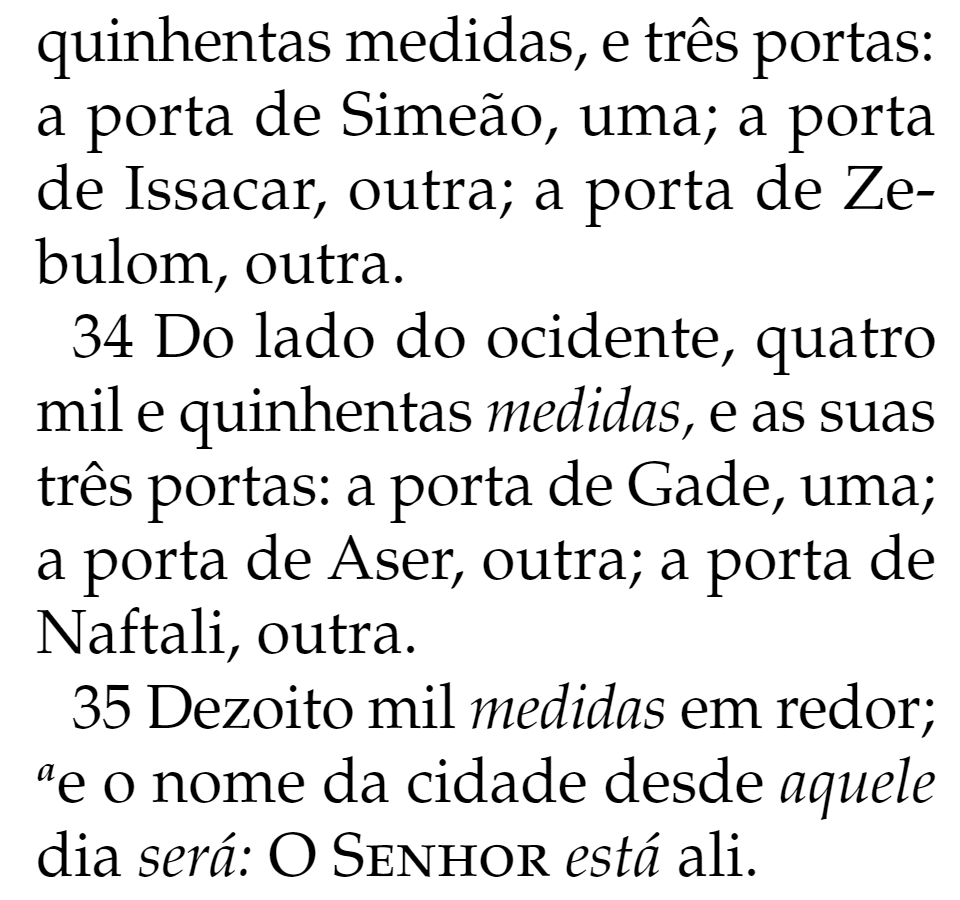 quinhentas medidas, e três portas:
a porta de Simeão, uma; a porta
de Issacar, outra; a porta de Ze-
bulom, outra.
34 Do lado do ocidente, quatro
mil e quinhentas medidas, e as suas
três portas: a porta de Gade, uma;
a porta de Aser, outra; a porta de
Naftali, outra.
35 Dezoito mil medidas em redor;
ae o nome da cidade desde aquele
dia será: O SENHOR está ali.